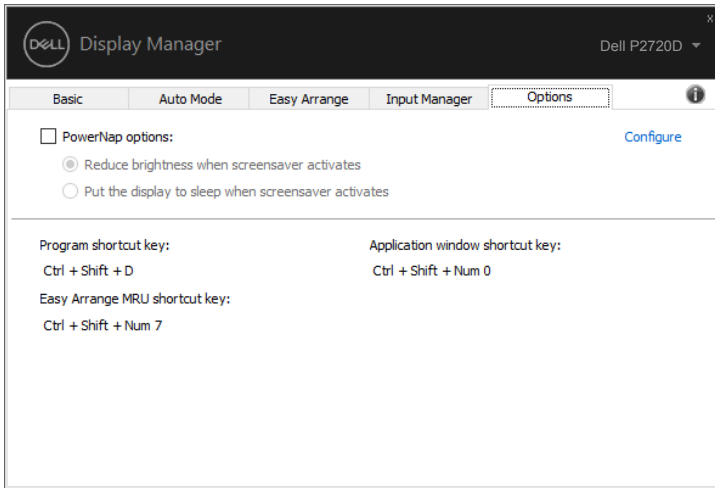 x
DELL Display Manager
Dell P2720D
Basic Auto Mode Easy Arrange Input Manager Options i
PowerNap options: Configure
Reduce brightness when screensaver activates
Put the display to sleep when screensaver activates
Program shortcut key: Application window shortcut key:
Ctrl + Shift + D Ctrl + Shift + Num 0
Easy Arrange MRU shortcut key:
Ctrl + Shift + Num 7